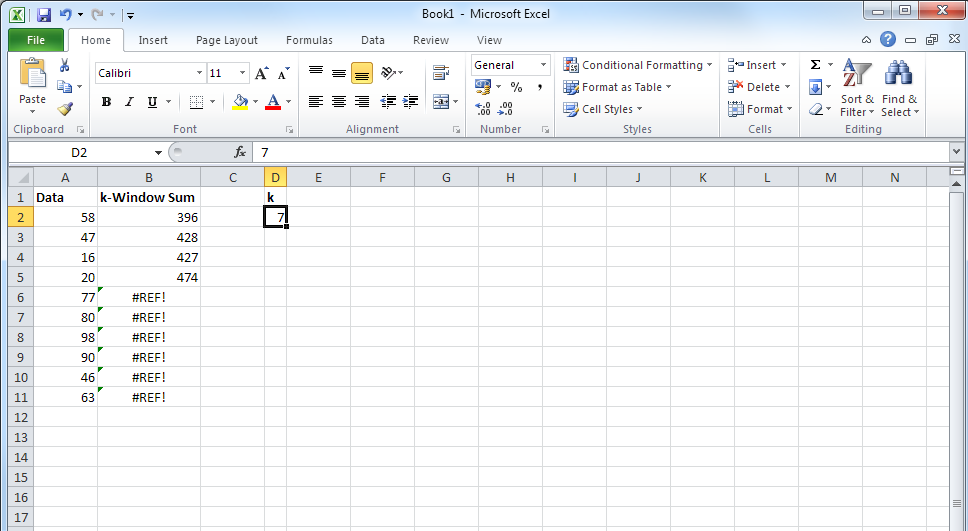 Book1 - Microsoft Excel
File Home Insert Page Layout Formulas Data Review View
Paste
Calibri 11
B I U
General
% ,
Conditional Formatting
Format as Table
Cell Styles
Insert
Delete
Format
Σ
Sort & Filter
Find & Select
Clipboard Font Alignment Number Styles Cells Editing
D2 fx 7
A B C D E F G H I J K L M N
1 Data k-Window Sum k
2 58 396 7
3 47 428
4 16 427
5 20 474
6 77 #REF!
7 80 #REF!
8 98 #REF!
9 90 #REF!
10 46 #REF!
11 63 #REF!
12
13
14
15
16
17